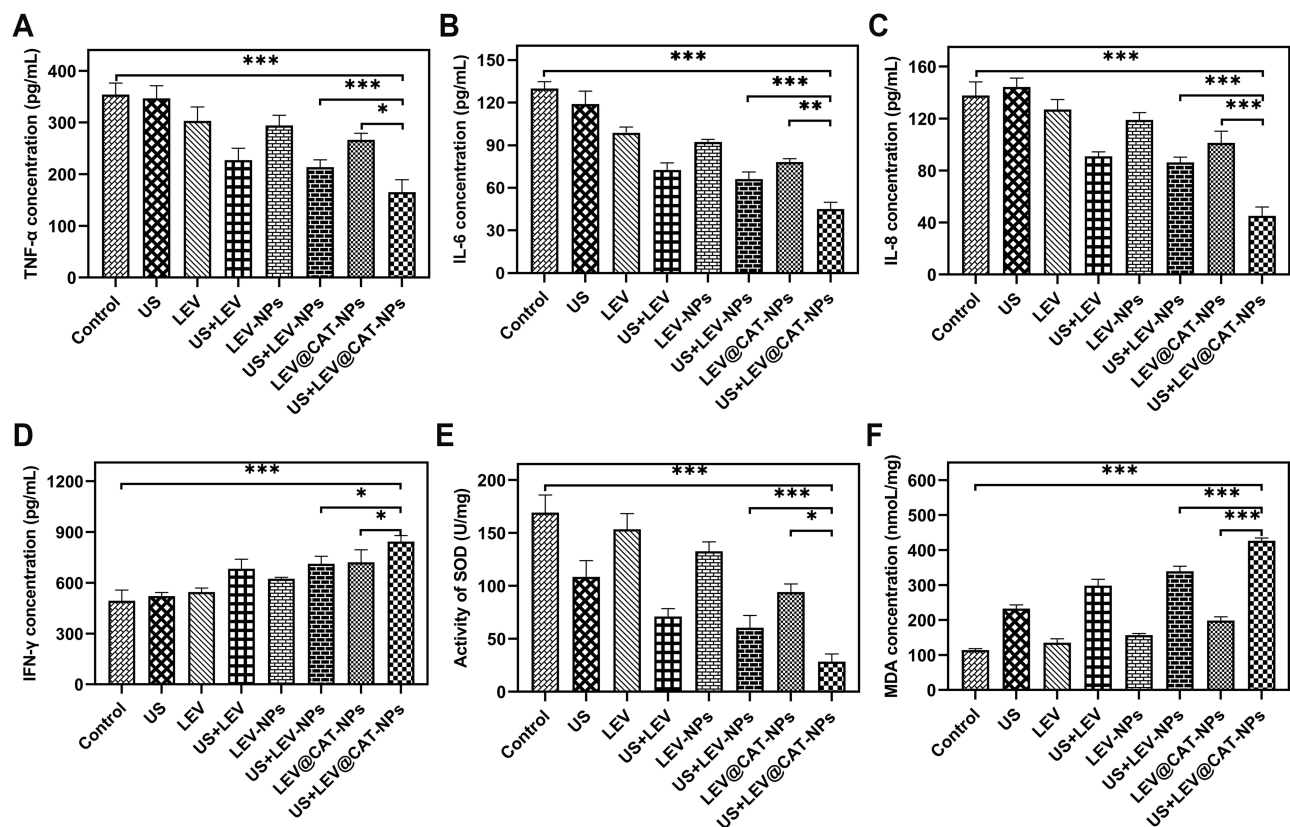 A
TNF-α concentration (pg/mL)
400
300
200
100
0
***
***
*
Control
US
LEV
US+LEV
LEV-NPs
US+LEV-NPs
LEV@CAT-NPs
US+LEV@CAT-NPs
B
IL-6 concentration (pg/mL)
150
120
90
60
30
0
***
***
**
Control
US
LEV
US+LEV
LEV-NPs
US+LEV-NPs
LEV@CAT-NPs
US+LEV@CAT-NPs
C
IL-8 concentration (pg/mL)
160
120
80
40
0
***
***
***
Control
US
LEV
US+LEV
LEV-NPs
US+LEV-NPs
LEV@CAT-NPs
US+LEV@CAT-NPs
D
IFN-γ concentration (pg/mL)
1200
900
600
300
0
***
*
*
Control
US
LEV
US+LEV
LEV-NPs
US+LEV-NPs
LEV@CAT-NPs
US+LEV@CAT-NPs
E
Activity of SOD (U/mg)
200
150
100
50
0
***
***
*
Control
US
LEV
US+LEV
LEV-NPs
US+LEV-NPs
LEV@CAT-NPs
US+LEV@CAT-NPs
F
MDA concentration (nmoL/mg)
600
500
400
300
200
100
0
***
***
***
Control
US
LEV
US+LEV
LEV-NPs
US+LEV-NPs
LEV@CAT-NPs
US+LEV@CAT-NPs